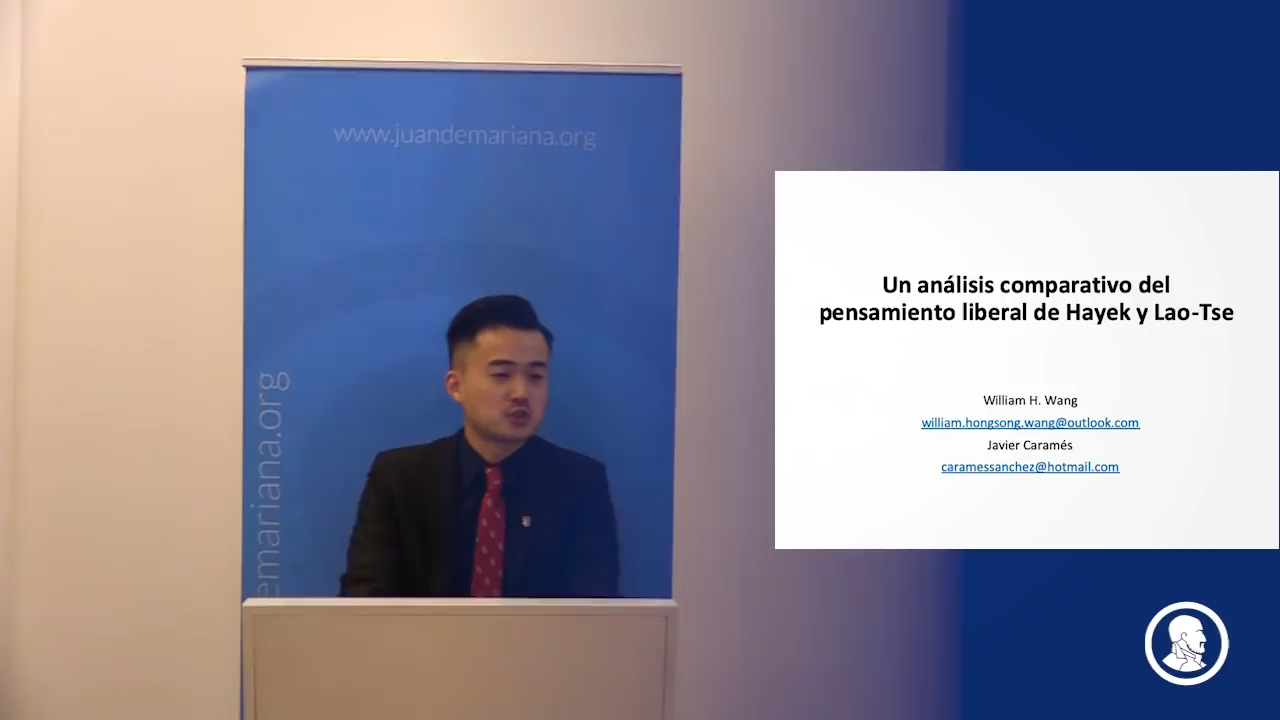 www.juandemariana.org
emariana.org
Un análisis comparativo del
pensamiento liberal de Hayek y Lao-Tse
William H. Wang
william.hongsong.wang@outlook.com
Javier Caramés
caramessanchez@hotmail.com